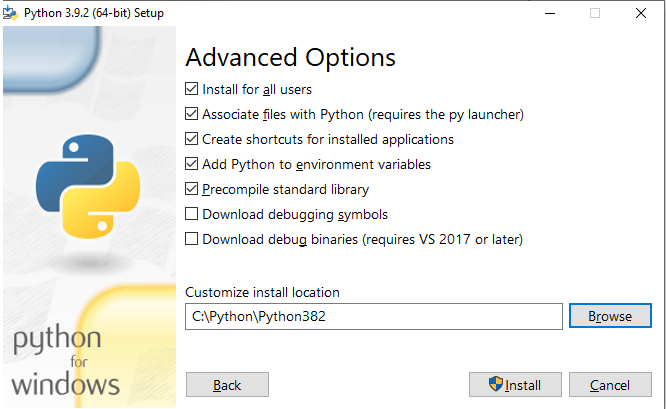 Python 3.9.2 (64-bit) Setup
Advanced Options
Install for all users
Associate files with Python (requires the py launcher)
Create shortcuts for installed applications
Add Python to environment variables
Precompile standard library
Download debugging symbols
Download debug binaries (requires VS 2017 or later)
Customize install location
C:\Python\Python382
Browse
python
for
windows
Back
Install
Cancel